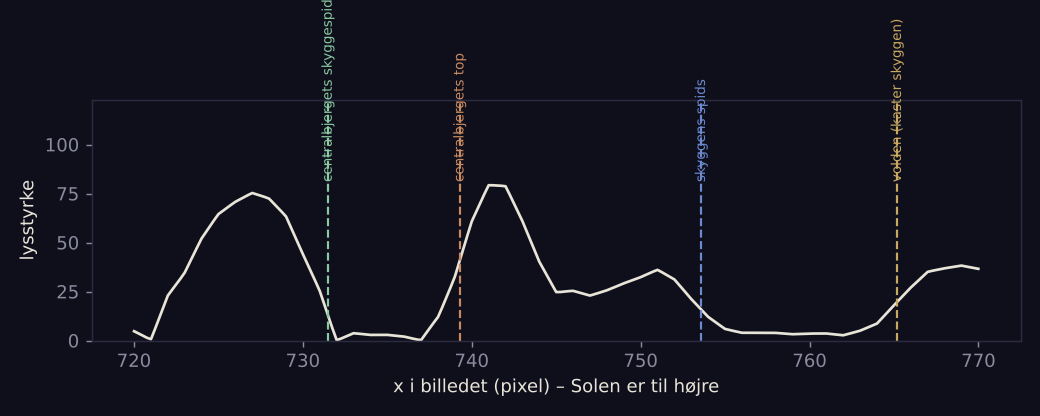 centralbjergets skyggespid
centralbjergets top
skyggens spids
volden (kaster skyggen)
lysstyrke
100
75
50
25
0
720
730
740
750
760
770
x i billedet (pixel) – Solen er til højre